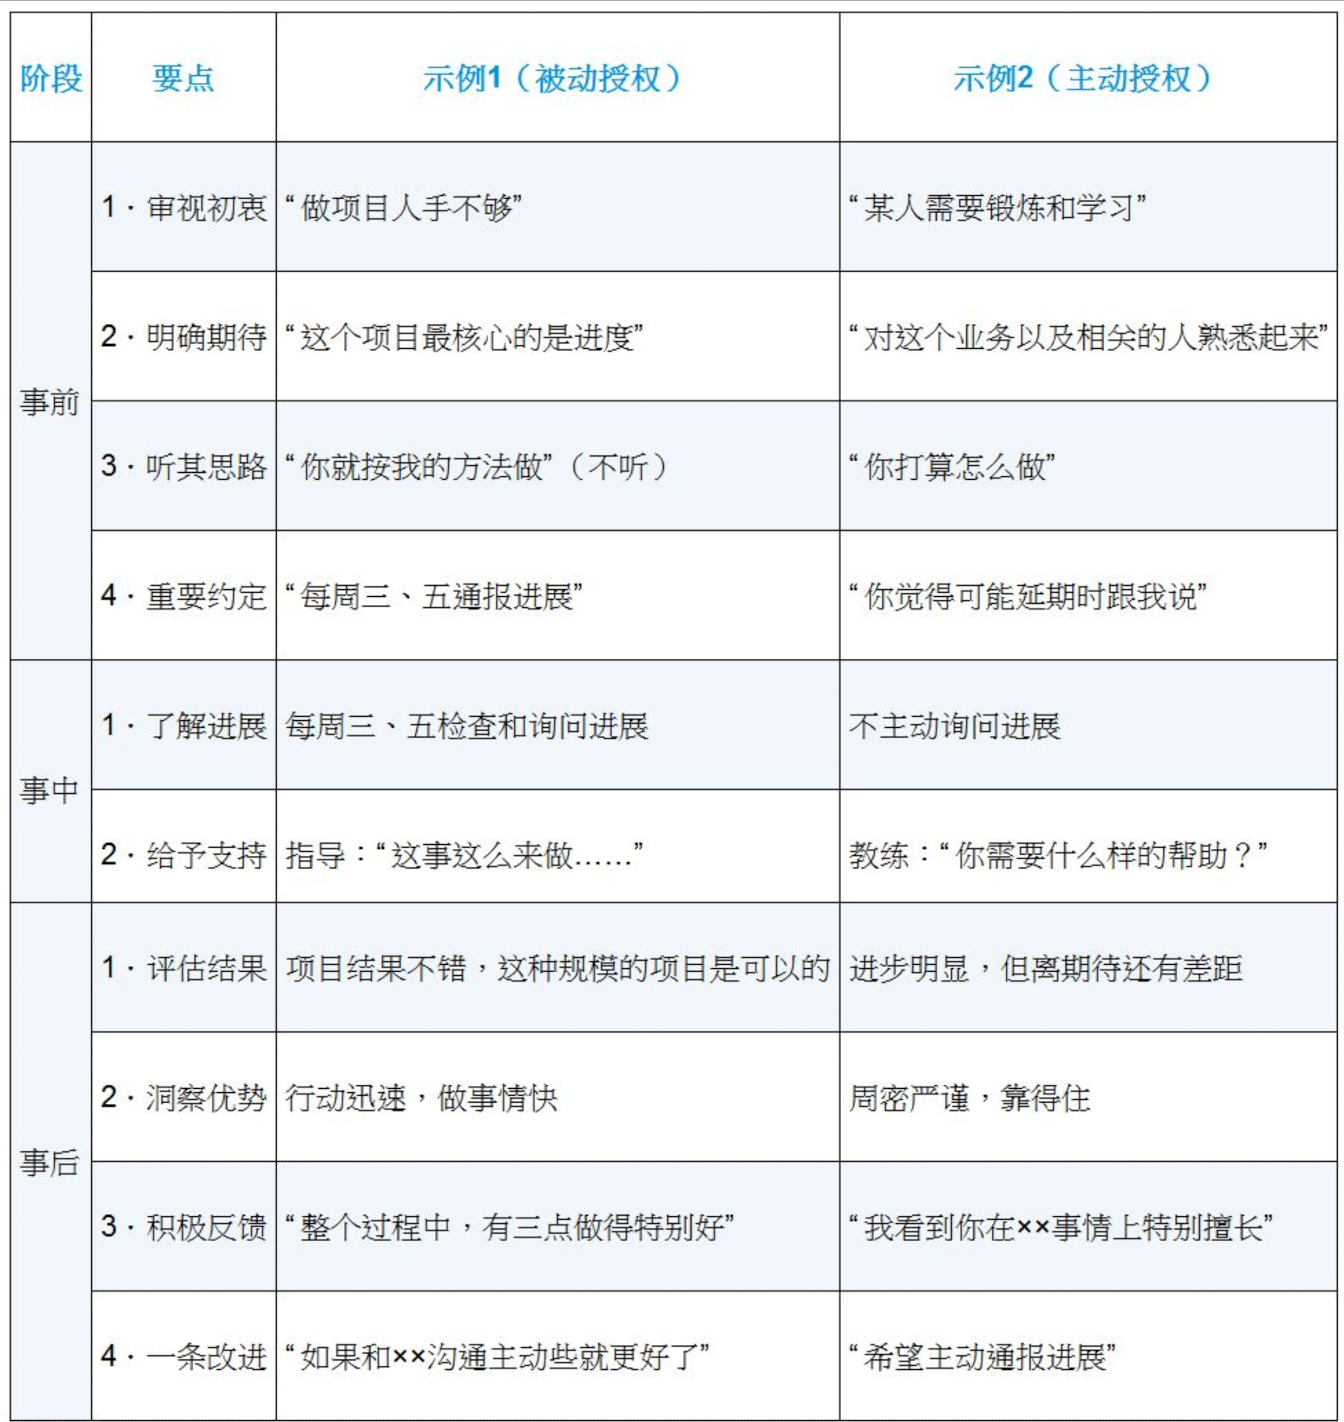 阶段 要点 示例1（被动授权） 示例2（主动授权）
事前
1·审视初衷 “做项目人手不够” “某人需要锻炼和学习”
2·明确期待 “这个项目最核心的是进度” “对这个业务以及相关的人熟悉起来”
3·听其思路 “你就按我的方法做”（不听） “你打算怎么做”
4·重要约定 “每周三、五通报进展” “你觉得可能延期时跟我说”
事中
1·了解进展 每周三、五检查和询问进展 不主动询问进展
2·给予支持 指导：“这事这么来做……” 教练：“你需要什么样的帮助？”
事后
1·评估结果 项目结果不错，这种规模的项目是可以的 进步明显，但离期待还有差距
2·洞察优势 行动迅速，做事情快 周密严谨，靠得住
3·积极反馈 “整个过程中，有三点做得特别好” “我看到你在××事情上特别擅长”
4·一条改进 “如果和××沟通主动些就更好了” “希望主动通报进展”